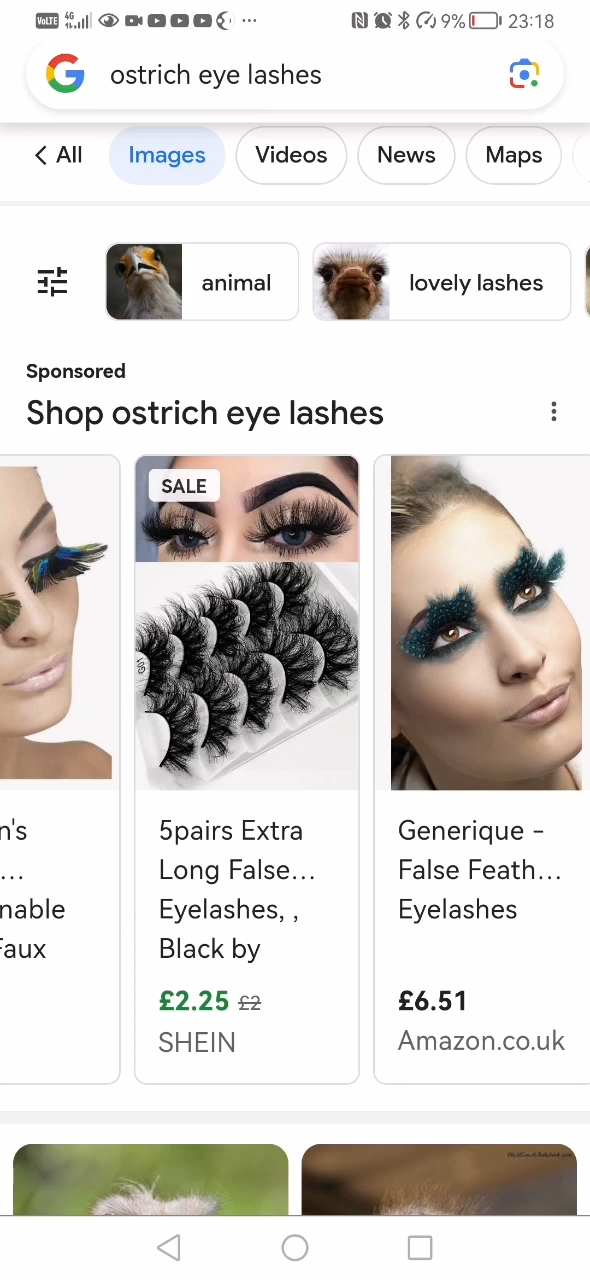 VoLTE 4G 9% 23:18
ostrich eye lashes
All Images Videos News Maps
animal lovely lashes
Sponsored
Shop ostrich eye lashes
SALE
n's
...
nable
Faux
5pairs Extra
Long False...
Eyelashes, ,
Black by
£2.25 £2
SHEIN
Generique -
False Feath...
Eyelashes
£6.51
Amazon.co.uk